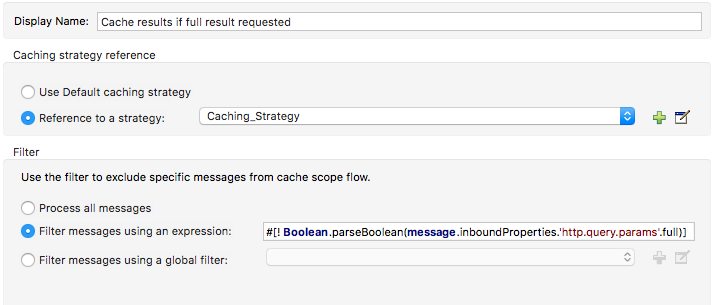 Display Name: Cache results if full result requested
Caching strategy reference
Use Default caching strategy
Reference to a strategy: Caching_Strategy
Filter
Use the filter to exclude specific messages from cache scope flow.
Process all messages
Filter messages using an expression: #[! Boolean.parseBoolean(message.inboundProperties.'http.query.params'.full)]
Filter messages using a global filter: